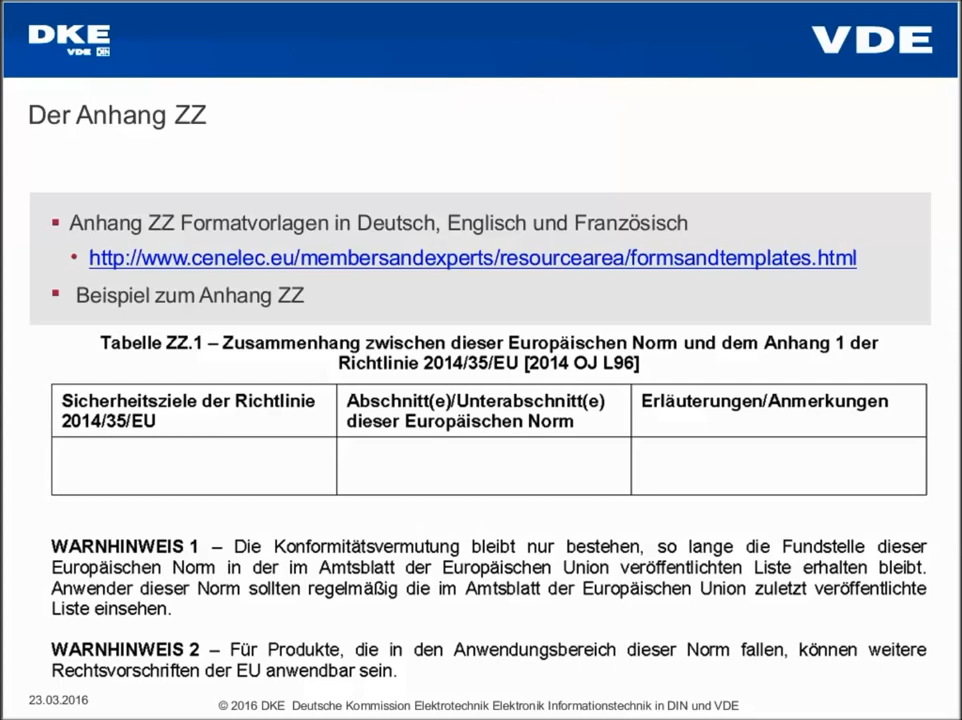 DKE
VDE DIN
VDE
Der Anhang ZZ
Anhang ZZ Formatvorlagen in Deutsch, Englisch und Französisch
http://www.cenelec.eu/membersandexperts/resourcearea/formsandtemplates.html
Beispiel zum Anhang ZZ
Tabelle ZZ.1 – Zusammenhang zwischen dieser Europäischen Norm und dem Anhang 1 der
Richtlinie 2014/35/EU [2014 OJ L96]
Sicherheitsziele der Richtlinie
2014/35/EU
Abschnitt(e)/Unterabschnitt(e)
dieser Europäischen Norm
Erläuterungen/Anmerkungen
WARNHINWEIS 1 – Die Konformitätsvermutung bleibt nur bestehen, so lange die Fundstelle dieser
Europäischen Norm in der im Amtsblatt der Europäischen Union veröffentlichten Liste erhalten bleibt.
Anwender dieser Norm sollten regelmäßig die im Amtsblatt der Europäischen Union zuletzt veröffentlichte
Liste einsehen.
WARNHINWEIS 2 – Für Produkte, die in den Anwendungsbereich dieser Norm fallen, können weitere
Rechtsvorschriften der EU anwendbar sein.
23.03.2016
© 2016 DKE Deutsche Kommission Elektrotechnik Elektronik Informationstechnik in DIN und VDE